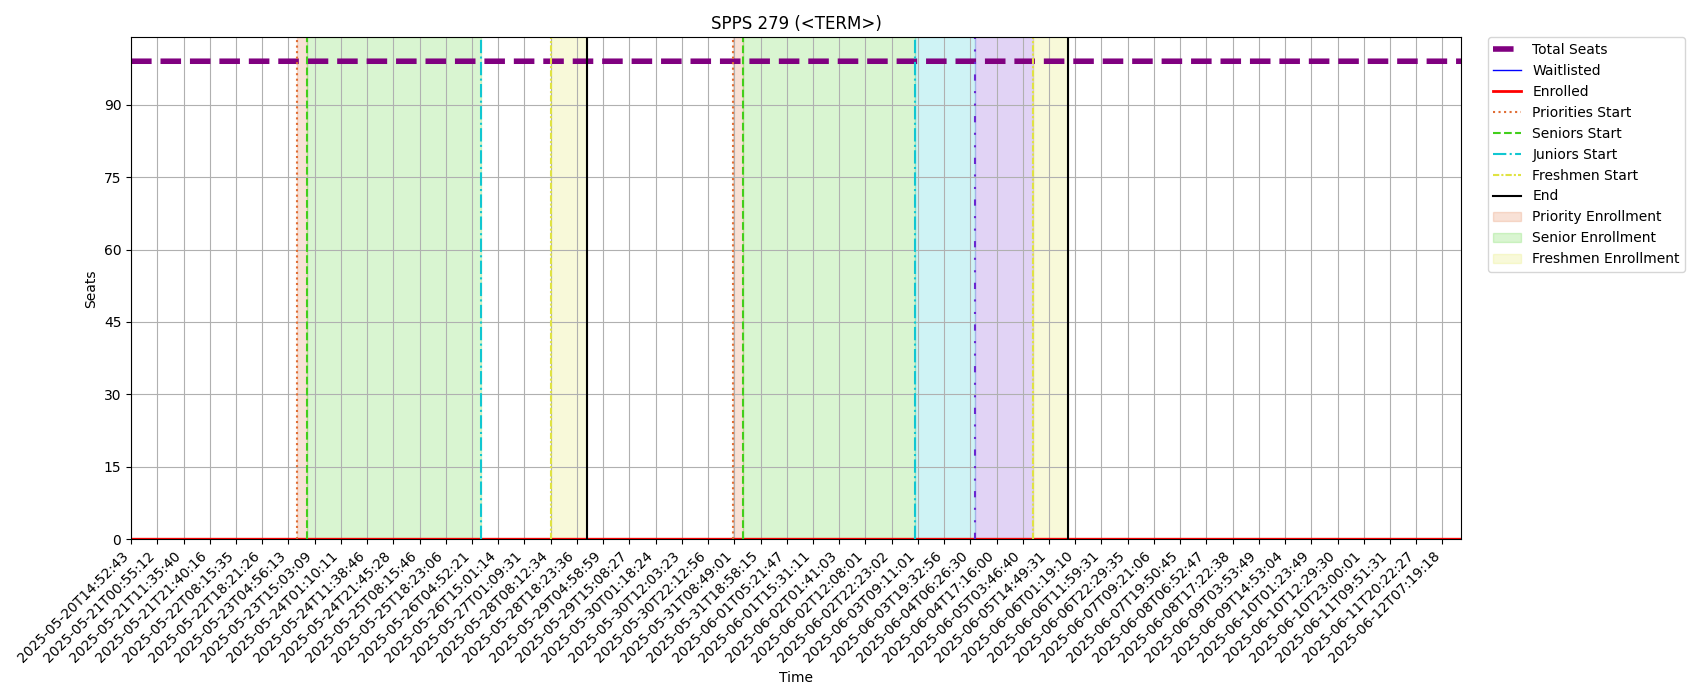 SPPS 279 (<TERM>)
Seats
90
75
60
45
30
15
0
2025-05-20T14:52:43
2025-05-21T00:55:12
2025-05-21T11:35:40
2025-05-21T21:40:16
2025-05-22T08:15:35
2025-05-22T18:21:26
2025-05-23T04:56:13
2025-05-23T15:03:09
2025-05-24T01:10:11
2025-05-24T11:38:46
2025-05-24T21:45:28
2025-05-25T08:15:46
2025-05-25T18:23:06
2025-05-26T04:52:21
2025-05-26T15:01:14
2025-05-27T01:09:31
2025-05-28T08:12:34
2025-05-28T18:23:36
2025-05-29T04:58:59
2025-05-29T15:08:27
2025-05-30T01:18:24
2025-05-30T12:03:23
2025-05-30T22:12:56
2025-05-31T08:49:01
2025-05-31T18:58:15
2025-06-01T05:21:47
2025-06-01T15:31:11
2025-06-02T01:41:03
2025-06-02T12:08:01
2025-06-02T22:23:02
2025-06-03T09:11:01
2025-06-03T19:32:56
2025-06-04T06:26:30
2025-06-04T17:16:00
2025-06-05T03:46:40
2025-06-05T14:49:31
2025-06-06T01:19:10
2025-06-06T11:59:31
2025-06-06T22:29:35
2025-06-07T09:21:06
2025-06-07T19:50:45
2025-06-08T06:52:47
2025-06-08T17:22:38
2025-06-09T03:53:49
2025-06-09T14:53:04
2025-06-10T01:23:49
2025-06-10T12:29:30
2025-06-10T23:00:01
2025-06-11T09:51:31
2025-06-11T20:22:27
2025-06-12T07:19:18
Time
Total Seats
Waitlisted
Enrolled
Priorities Start
Seniors Start
Juniors Start
Freshmen Start
End
Priority Enrollment
Senior Enrollment
Freshmen Enrollment